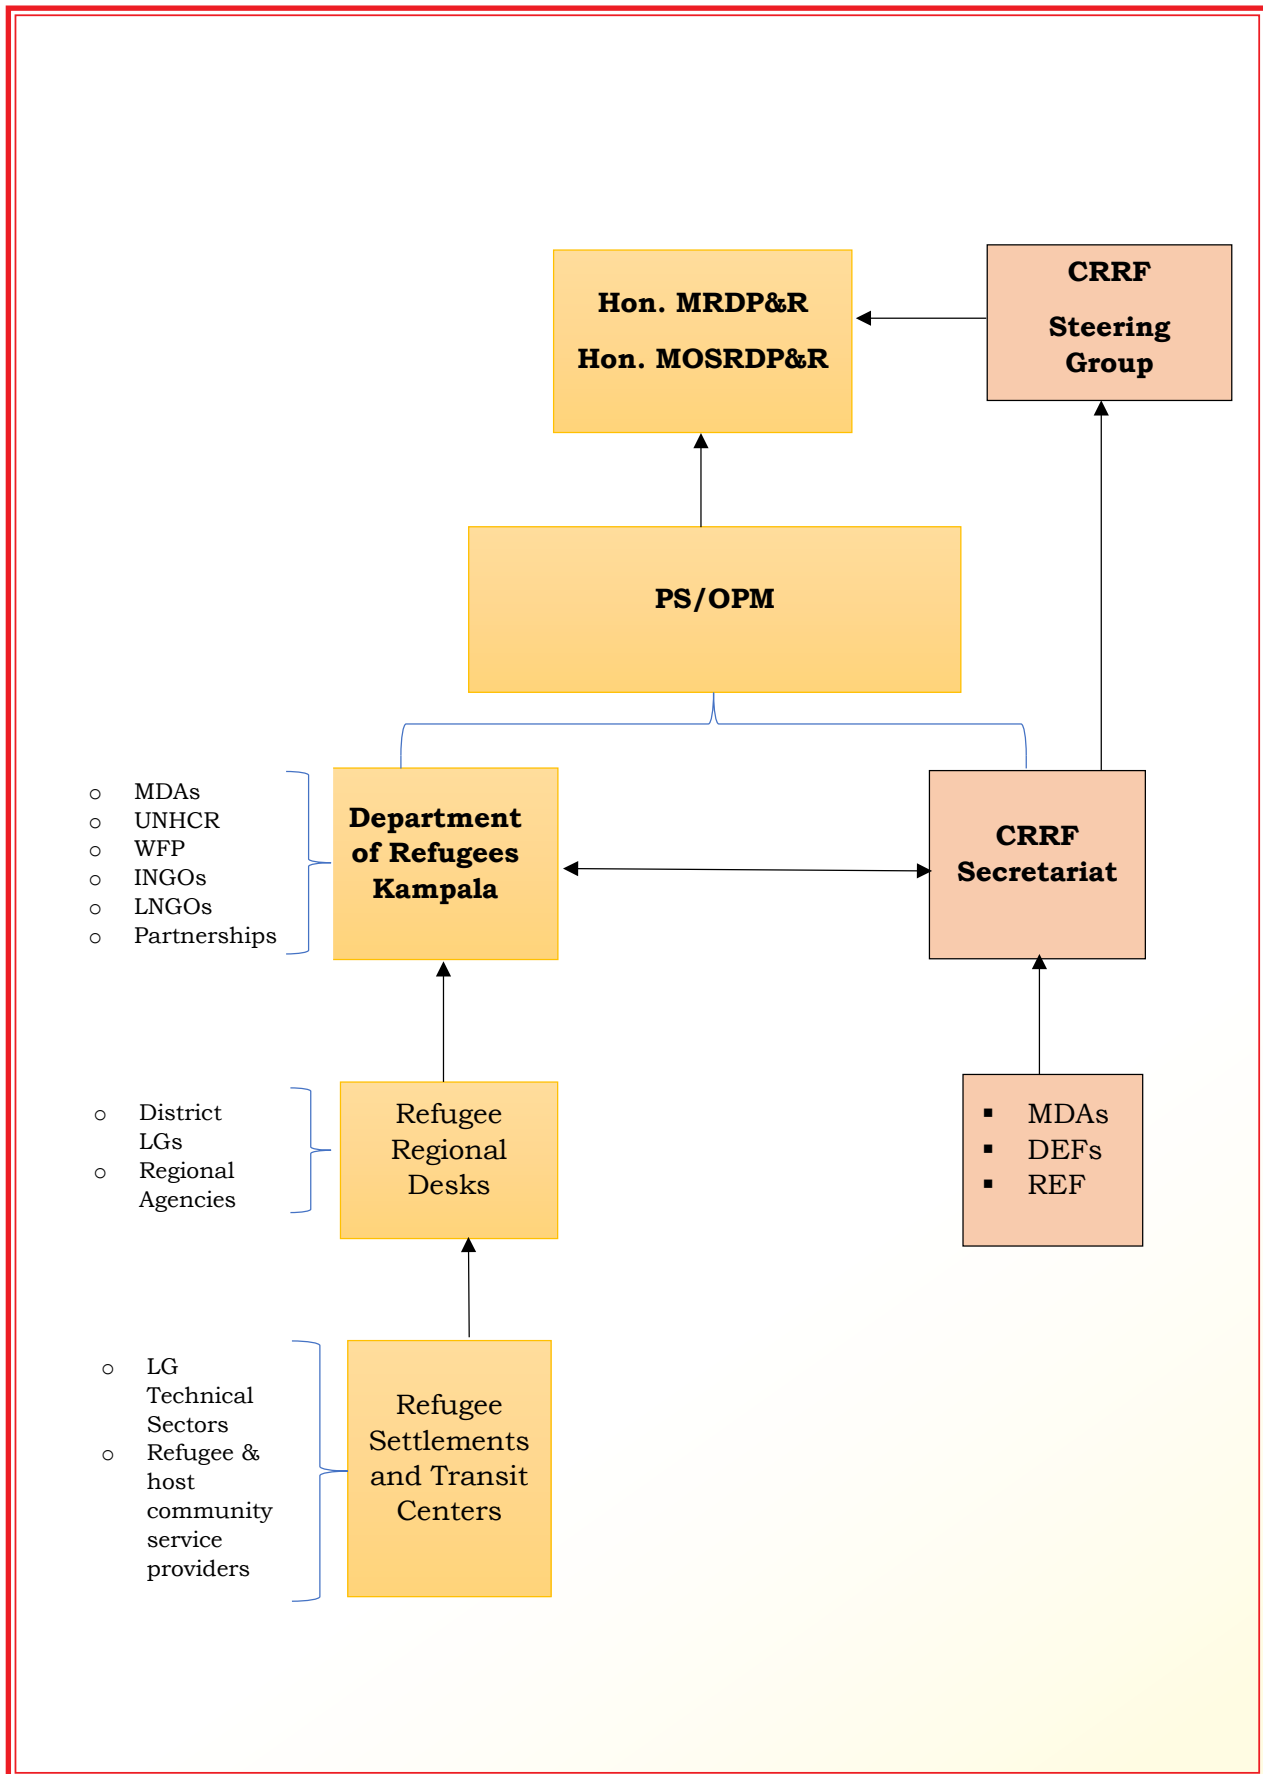 Hon. MRDP&R
Hon. MOSRDP&R
CRRF
Steering
Group
PS/OPM
o MDAs
o UNHCR
o WFP
o INGOs
o LNGOs
o Partnerships
Department
of Refugees
Kampala
CRRF
Secretariat
o District
LGs
o Regional
Agencies
Refugee
Regional
Desks
▪ MDAs
▪ DEFs
▪ REF
o LG
Technical
Sectors
o Refugee &
host
community
service
providers
Refugee
Settlements
and Transit
Centers